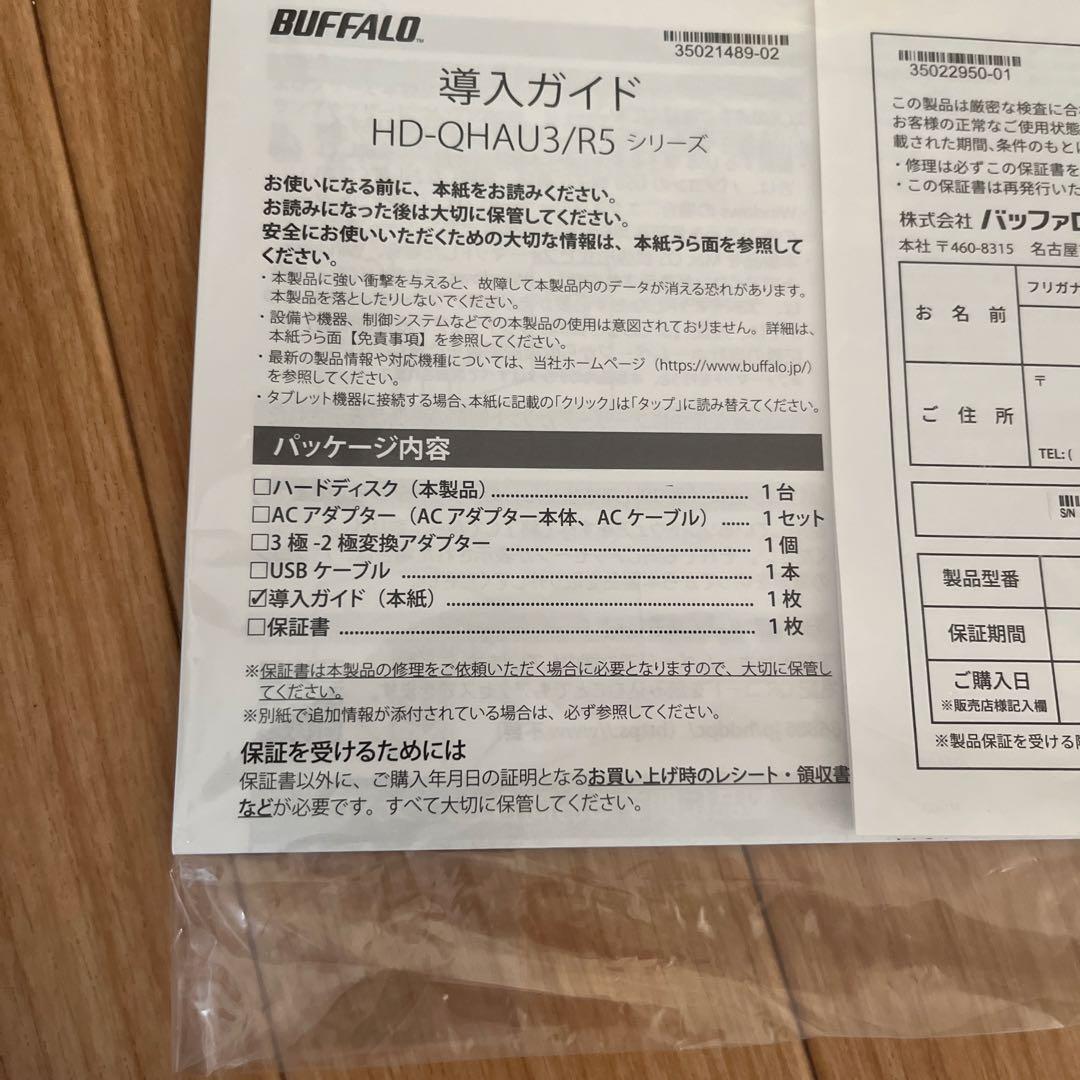 BUFFALO™
35021489-02
導入ガイド
HD-QHAU3/R5 シリーズ
お使いになる前に、本紙をお読みください。
お読みになった後は大切に保管してください。
安全にお使いいただくための大切な情報は、本紙うら面を参照して
ください。
・本製品に強い衝撃を与えると、故障して本製品内のデータが消える恐れがあります。
本製品を落としたりしないでください。
・設備や機器、制御システムなどでの本製品の使用は意図されておりません。詳細は、
本紙うら面【免責事項】を参照してください。
・最新の製品情報や対応機種については、当社ホームページ（https://www.buffalo.jp/）
を参照してください。
・タブレット機器に接続する場合、本紙に記載の「クリック」は「タップ」に読み替えてください。
パッケージ内容
□ハードディスク（本製品）.................................................. 1 台
□AC アダプター（AC アダプター本体、AC ケーブル）...... 1 セット
□3 極 -2 極変換アダプター ................................................ 1 個
□USB ケーブル .................................................................... 1 本
☑導入ガイド（本紙）............................................................ 1 枚
□保証書 ................................................................................ 1 枚
※保証書は本製品の修理をご依頼いただく場合に必要となりますので、大切に保管し
てください。
※別紙で追加情報が添付されている場合は、必ず参照してください。
保証を受けるためには
保証書以外に、ご購入年月日の証明となるお買い上げ時のレシート・領収書
などが必要です。すべて大切に保管してください。
35022950-01
この製品は厳密な検査に合
お客様の正常なご使用状態
載された期間、条件のもとに
・修理は必ずこの保証書を
・この保証書は再発行いた
株式会社 バッファロ
本社 〒460-8315 名古屋
フリガナ
お 名 前
〒
ご 住 所
TEL: (
S/N
製品型番
保証期間
ご購入日
※販売店様記入欄
※製品保証を受ける